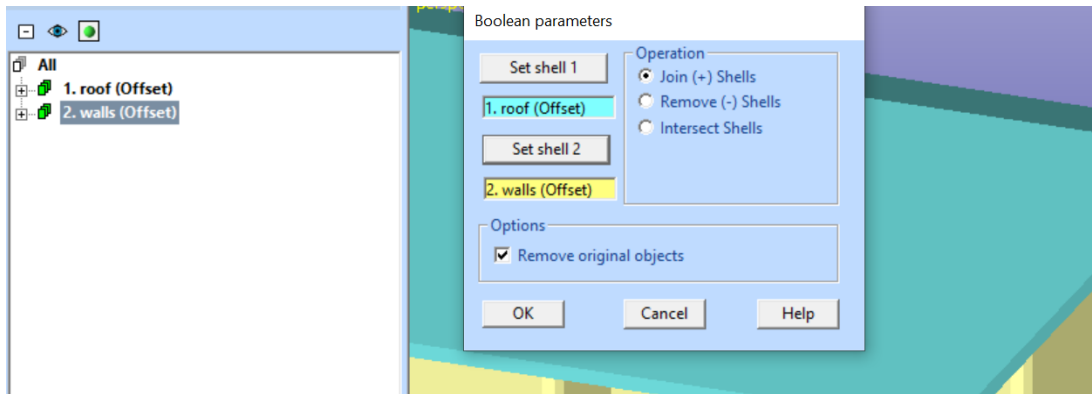 All
1. roof (Offset)
2. walls (Offset)
Boolean parameters
Set shell 1
1. roof (Offset)
Set shell 2
2. walls (Offset)
Operation
Join (+) Shells
Remove (-) Shells
Intersect Shells
Options
Remove original objects
OK
Cancel
Help